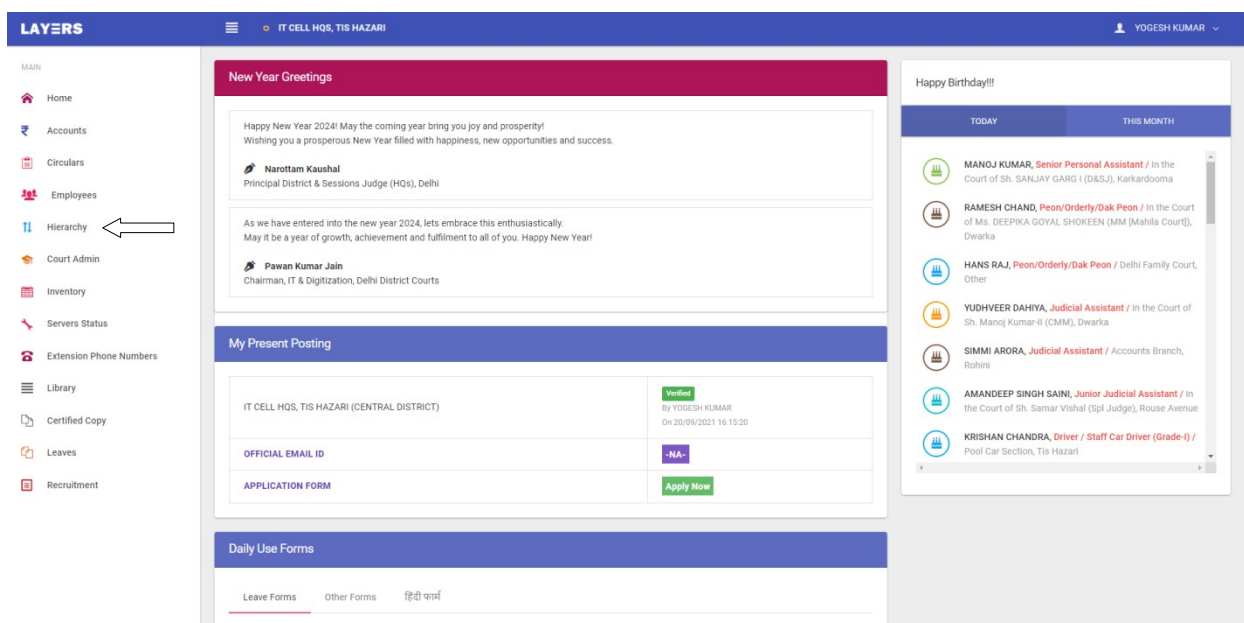 LAYΞRS
IT CELL HQS, TIS HAZARI
YOGESH KUMAR
MAIN
Home
Accounts
Circulars
Employees
Hierarchy
Court Admin
Inventory
Servers Status
Extension Phone Numbers
Library
Certified Copy
Leaves
Recruitment
New Year Greetings
Happy New Year 2024! May the coming year bring you joy and prosperity!
Wishing you a prosperous New Year filled with happiness, new opportunities and success.
Narottam Kaushal
Principal District & Sessions Judge (HQs), Delhi
As we have entered into the new year 2024, lets embrace this enthusiastically.
May it be a year of growth, achievement and fulfilment to all of you. Happy New Year!
Pawan Kumar Jain
Chairman, IT & Digitization, Delhi District Courts
My Present Posting
IT CELL HQS, TIS HAZARI (CENTRAL DISTRICT)
Verified
By YOGESH KUMAR
On 20/09/2021 16:15:20
OFFICIAL EMAIL ID
-NA-
APPLICATION FORM
Apply Now
Daily Use Forms
Leave Forms
Other Forms
हिंदी फार्म
Happy Birthday!!!
TODAY
THIS MONTH
MANOJ KUMAR, Senior Personal Assistant / In the
Court of Sh. SANJAY GARG I (D&SJ), Karkardooma
RAMESH CHAND, Peon/Orderly/Dak Peon / In the Court
of Ms. DEEPIKA GOYAL SHOKEEN (MM [Mahila Court]),
Dwarka
HANS RAJ, Peon/Orderly/Dak Peon / Delhi Family Court,
Other
YUDHVEER DAHIYA, Judicial Assistant / In the Court of
Sh. Manoj Kumar-II (CMM), Dwarka
SIMMI ARORA, Judicial Assistant / Accounts Branch,
Rohini
AMANDEEP SINGH SAINI, Junior Judicial Assistant / In
the Court of Sh. Samar Vishal (Spl Judge), Rouse Avenue
KRISHAN CHANDRA, Driver / Staff Car Driver (Grade-I) /
Pool Car Section, Tis Hazari